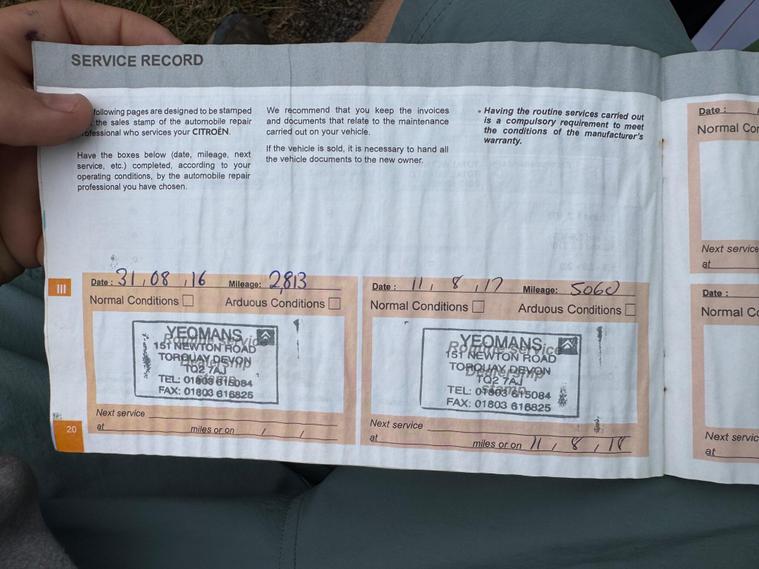 SERVICE RECORD
following pages are designed to be stamped
the sales stamp of the automobile repair
professional who services your CITROËN.
Have the boxes below (date, mileage, next
service, etc.) completed, according to your
operating conditions, by the automobile repair
professional you have chosen.
We recommend that you keep the invoices
and documents that relate to the maintenance
carried out on your vehicle.
If the vehicle is sold, it is necessary to hand all
the vehicle documents to the new owner.
- Having the routine services carried out
is a compulsory requirement to meet
the conditions of the manufacturer's
warranty.
III
Date: 31, 08, 16 Mileage: 2,813
Normal Conditions Arduous Conditions
YEOMANS
151 NEWTON ROAD
TORQUAY, DEVON
TQ2 7AJ
TEL: 01803 615084
FAX: 01803 616825
Next service
at miles or on / /
Date: 11, 8, 17 Mileage: 5060
Normal Conditions Arduous Conditions
YEOMANS
151 NEWTON ROAD
TORQUAY, DEVON
TQ2 7AJ
TEL: 01803 615084
FAX: 01803 616825
Next service
at miles or on 11 / 8 / 18
20
Date:
Normal
Next service
at
Date:
Normal
at